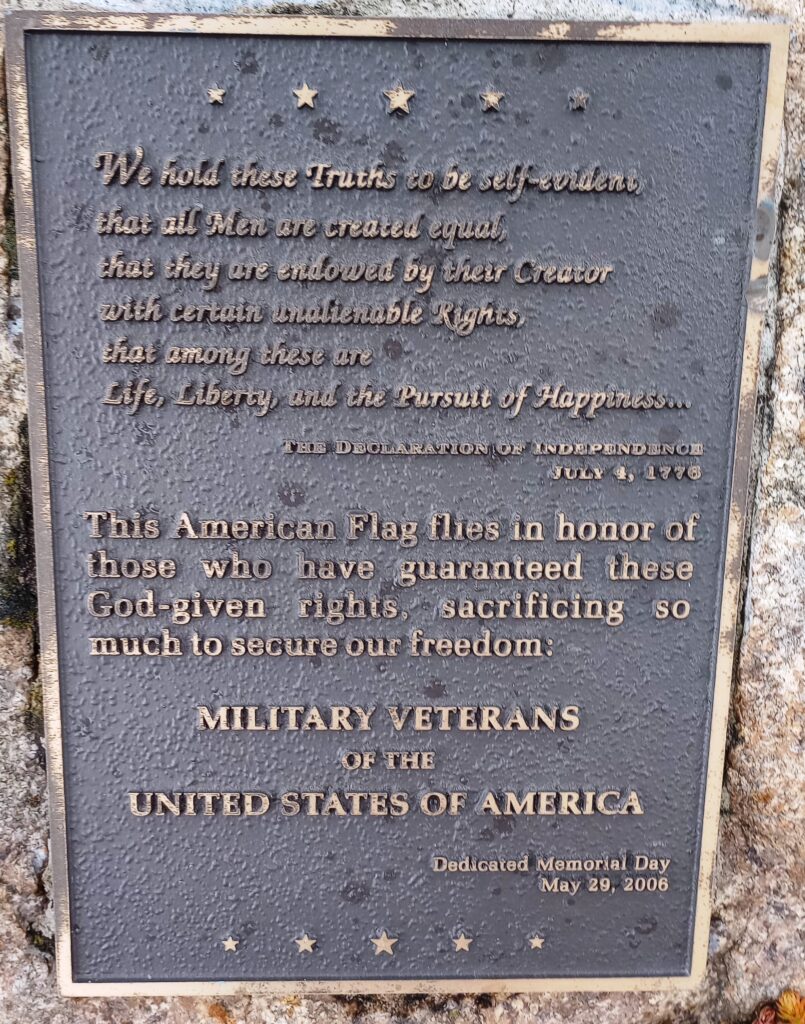 We hold these Truths to be self-evident,
that all Men are created equal,
that they are endowed by their Creator
with certain unalienable Rights,
that among these are
Life, Liberty, and the Pursuit of Happiness...
THE DECLARATION OF INDEPENDENCE
JULY 4, 1776
This American Flag flies in honor of
those who have guaranteed these
God-given rights, sacrificing so
much to secure our freedom:
MILITARY VETERANS
OF THE
UNITED STATES OF AMERICA
Dedicated Memorial Day
May 29, 2006